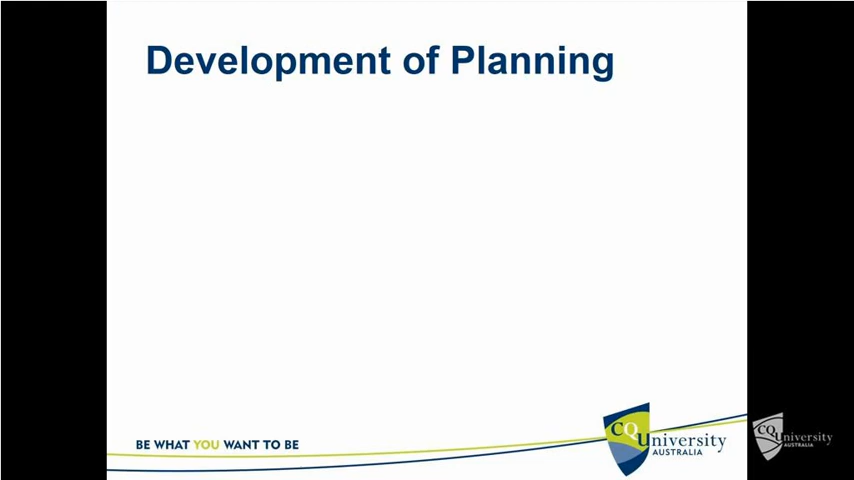 Development of Planning
BE WHAT YOU WANT TO BE
CQUniversity
AUSTRALIA
CQUniversity
AUSTRALIA